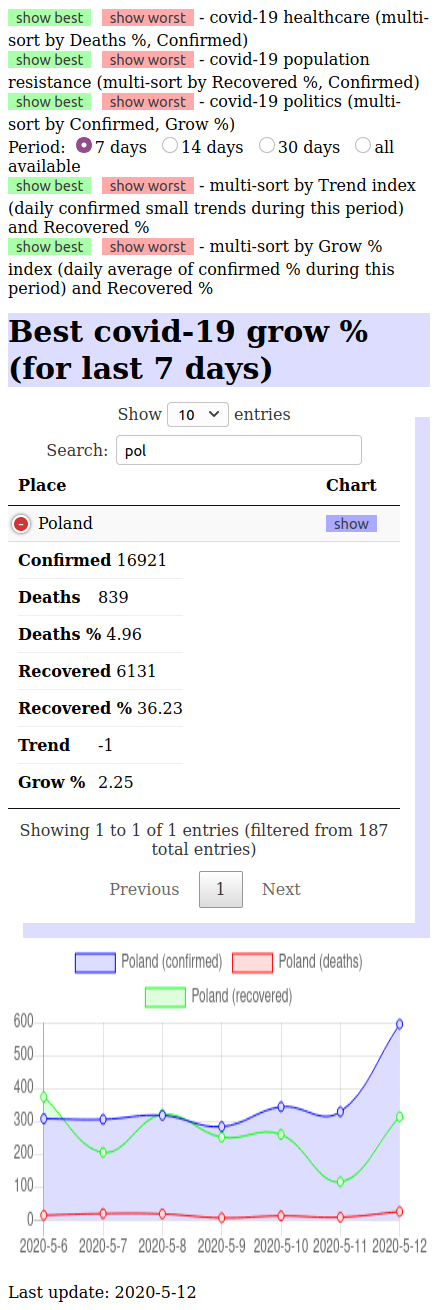 show best show worst - covid-19 healthcare (multi-
sort by Deaths %, Confirmed)
show best show worst - covid-19 population
resistance (multi-sort by Recovered %, Confirmed)
show best show worst - covid-19 politics (multi-
sort by Confirmed, Grow %)
Period: 7 days 14 days 30 days all
available
show best show worst - multi-sort by Trend index
(daily confirmed small trends during this period)
and Recovered %
show best show worst - multi-sort by Grow %
index (daily average of confirmed % during this
period) and Recovered %
Best covid-19 grow %
(for last 7 days)
Show 10 entries
Search: pol
Place Chart
Poland show
Confirmed 16921
Deaths 839
Deaths % 4.96
Recovered 6131
Recovered % 36.23
Trend -1
Grow % 2.25
Showing 1 to 1 of 1 entries (filtered from 187
total entries)
Previous 1 Next
Poland (confirmed) Poland (deaths)
Poland (recovered)
600
500
400
300
200
100
0
2020-5-6 2020-5-7 2020-5-8 2020-5-9 2020-5-10 2020-5-11 2020-5-12
Last update: 2020-5-12